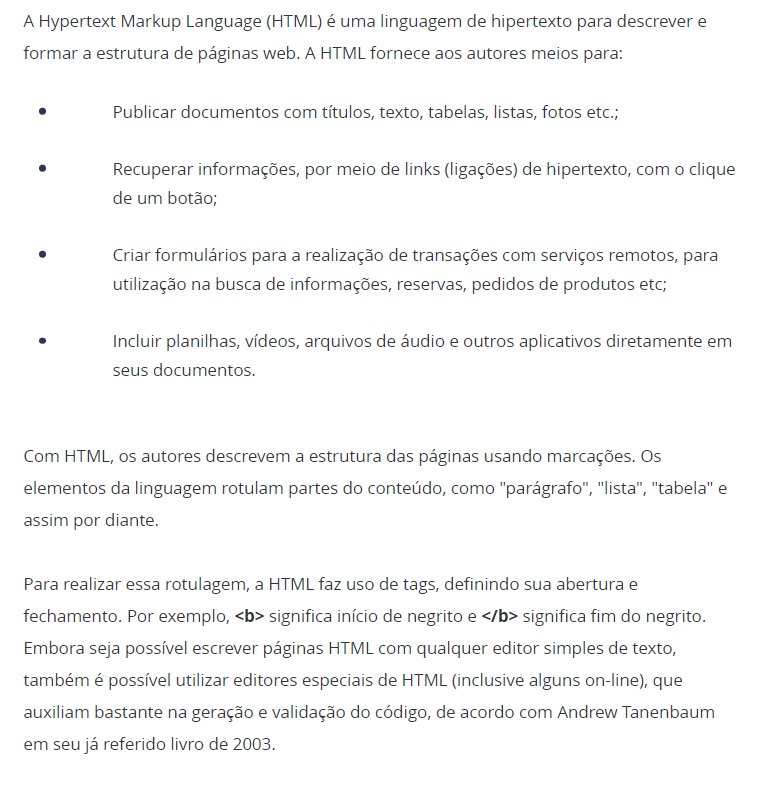 A Hypertext Markup Language (HTML) é uma linguagem de hipertexto para descrever e
formar a estrutura de páginas web. A HTML fornece aos autores meios para:
• Publicar documentos com títulos, texto, tabelas, listas, fotos etc.;
• Recuperar informações, por meio de links (ligações) de hipertexto, com o clique
de um botão;
• Criar formulários para a realização de transações com serviços remotos, para
utilização na busca de informações, reservas, pedidos de produtos etc;
• Incluir planilhas, vídeos, arquivos de áudio e outros aplicativos diretamente em
seus documentos.
Com HTML, os autores descrevem a estrutura das páginas usando marcações. Os
elementos da linguagem rotulam partes do conteúdo, como "parágrafo", "lista", "tabela" e
assim por diante.
Para realizar essa rotulagem, a HTML faz uso de tags, definindo sua abertura e
fechamento. Por exemplo, <b> significa início de negrito e </b> significa fim do negrito.
Embora seja possível escrever páginas HTML com qualquer editor simples de texto,
também é possível utilizar editores especiais de HTML (inclusive alguns on-line), que
auxiliam bastante na geração e validação do código, de acordo com Andrew Tanenbaum
em seu já referido livro de 2003.